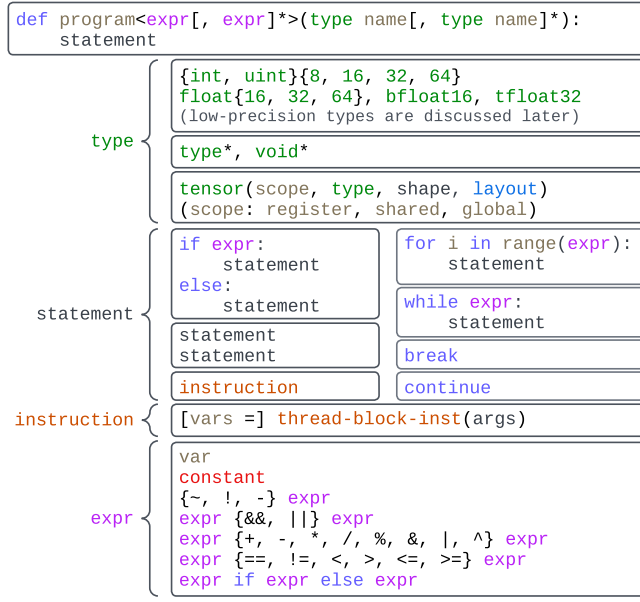 def program<expr[, expr]*>(type name[, type name]*):
    statement
type
{int, uint}{8, 16, 32, 64}
float{16, 32, 64}, bfloat16, tfloat32
(low-precision types are discussed later)
type*, void*
tensor(scope, type, shape, layout)
(scope: register, shared, global)
statement
if expr:
    statement
else:
    statement
statement
statement
instruction
for i in range(expr):
    statement
while expr:
    statement
break
continue
instruction
[vars =] thread-block-inst(args)
expr
var
constant
{~, !, -} expr
expr {&&, ||} expr
expr {+, -, *, /, %, &, |, ^} expr
expr {==, !=, <, >, <=, >=} expr
expr if expr else expr